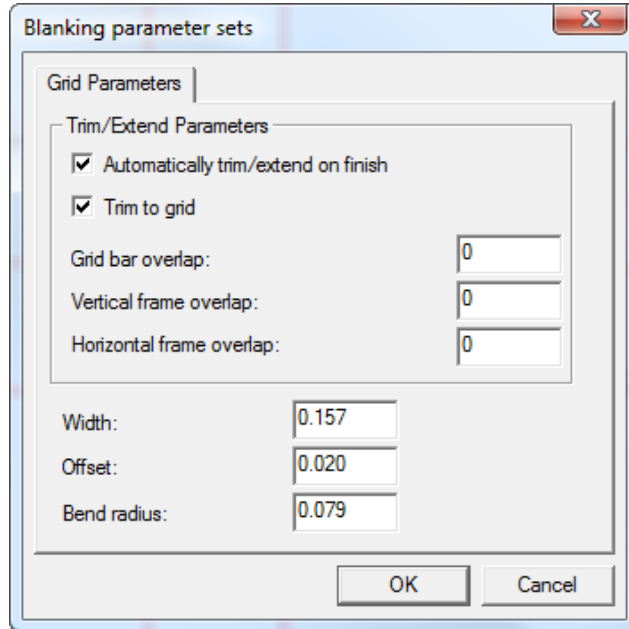 Blanking parameter sets
Grid Parameters
Trim/Extend Parameters
Automatically trim/extend on finish
Trim to grid
Grid bar overlap: 0
Vertical frame overlap: 0
Horizontal frame overlap: 0
Width: 0.157
Offset: 0.020
Bend radius: 0.079
OK Cancel